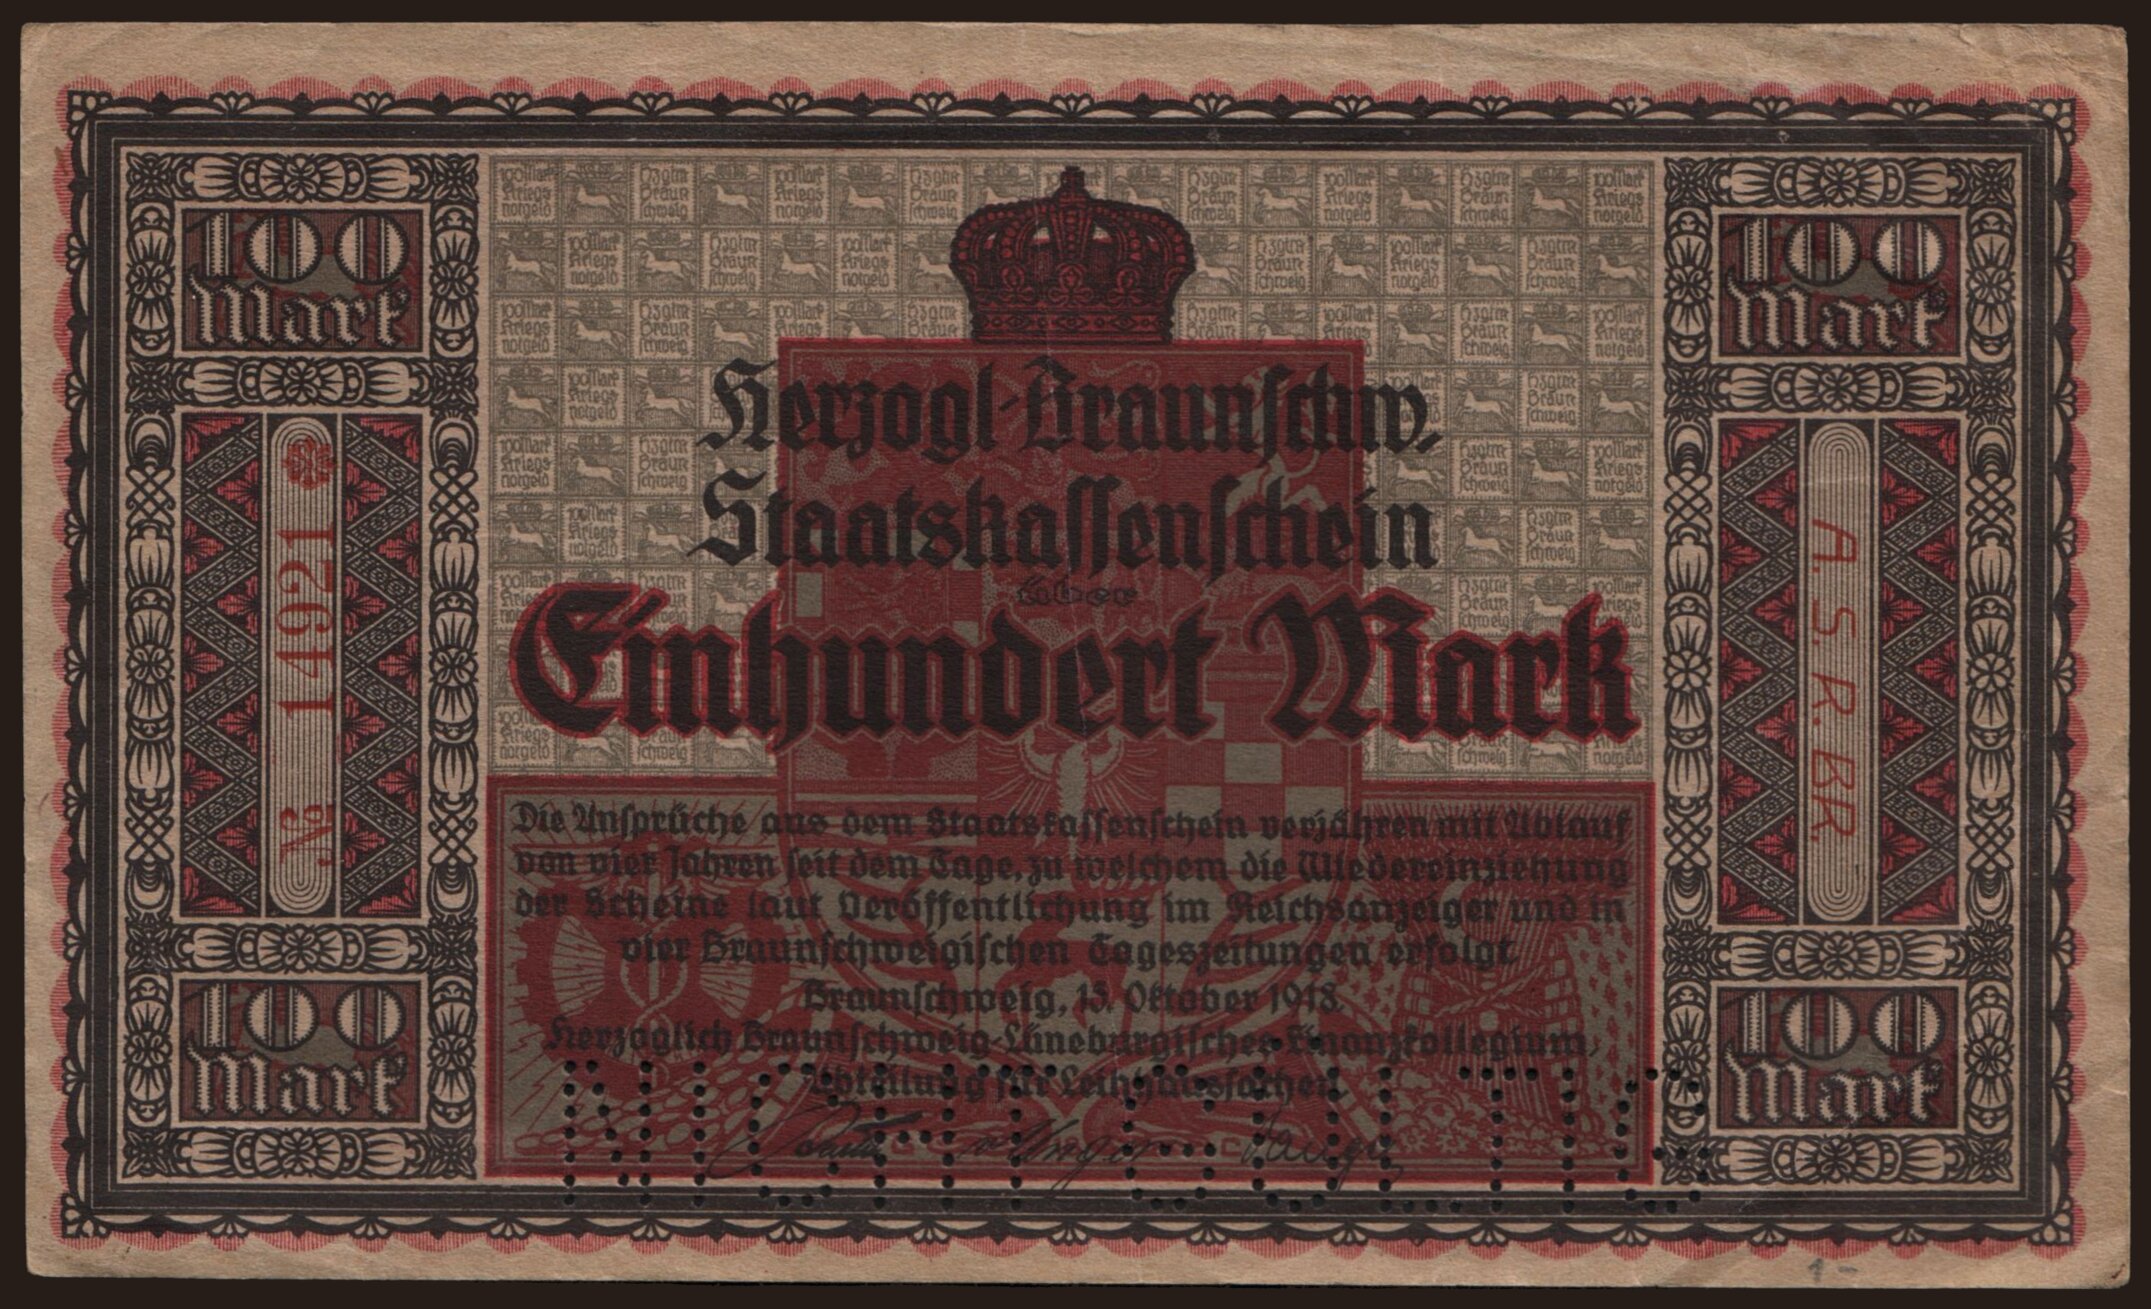 100
Mark
100
Mark
Herzogl. Braunschw.
Staatskassenschein
über
Einhundert Mark
№ 14921
A.S.R.BR.
Die Ansprüche aus dem Staatskassenschein verjähren mit Ablauf
von vier Jahren seit dem Tage, zu welchem die Wiedereinziehung
der Scheine laut Veröffentlichung im Reichsanzeiger und in
vier Braunschweigischen Tageszeitungen erfolgt
Braunschweig, 15. Oktober 1918.
Herzoglich Braunschweig-Lüneburgisches Finanzkollegium,
Abteilung für Leihhaussachen
100
Mark
100
Mark
1-